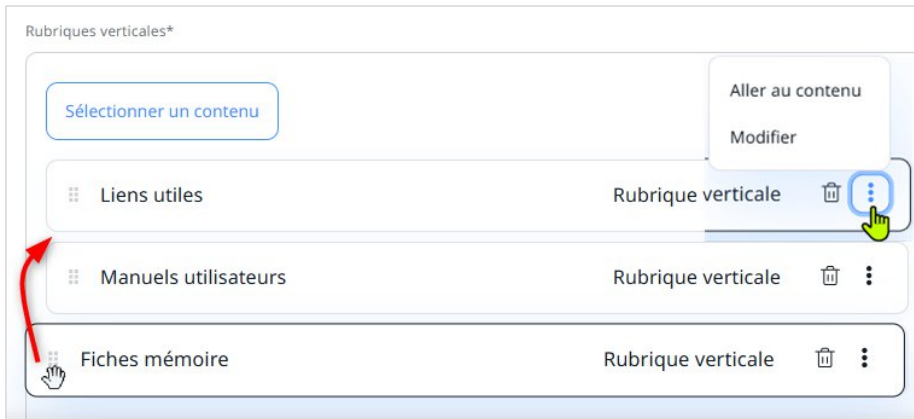 Rubriques verticales*
Sélectionner un contenu
Aller au contenu
Modifier
Liens utiles Rubrique verticale
Manuels utilisateurs Rubrique verticale
Fiches mémoire Rubrique verticale